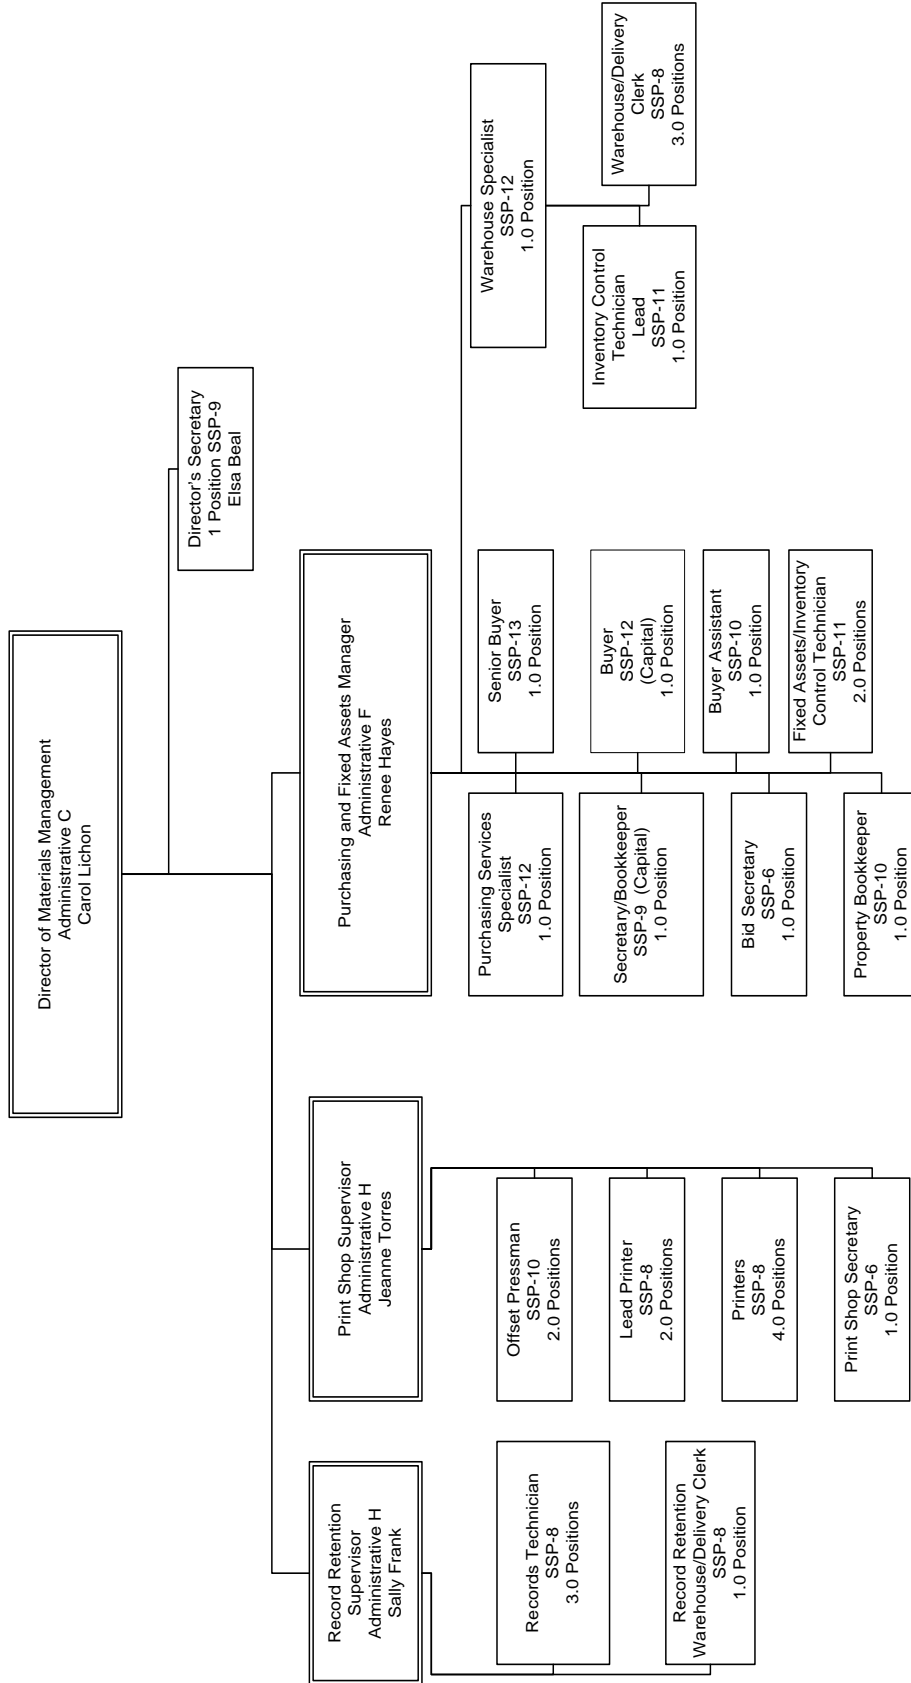 Director of Materials Management
Administrative C
Carol Lichon
Director's Secretary
1 Position SSP-9
Elsa Beal
Record Retention
Supervisor
Administrative H
Sally Frank
Print Shop Supervisor
Administrative H
Jeanne Torres
Purchasing and Fixed Assets Manager
Administrative F
Renee Hayes
Records Technician
SSP-8
3.0 Positions
Record Retention
Warehouse/Delivery Clerk
SSP-8
1.0 Position
Offset Pressman
SSP-10
2.0 Positions
Lead Printer
SSP-8
2.0 Positions
Printers
SSP-8
4.0 Positions
Print Shop Secretary
SSP-6
1.0 Position
Purchasing Services
Specialist
SSP-12
1.0 Position
Senior Buyer
SSP-13
1.0 Position
Secretary/Bookkeeper
SSP-9 (Capital)
1.0 Position
Buyer
SSP-12
(Capital)
1.0 Position
Bid Secretary
SSP-6
1.0 Position
Buyer Assistant
SSP-10
1.0 Position
Property Bookkeeper
SSP-10
1.0 Position
Fixed Assets/Inventory
Control Technician
SSP-11
2.0 Positions
Warehouse Specialist
SSP-12
1.0 Position
Inventory Control
Technician
Lead
SSP-11
1.0 Position
Warehouse/Delivery
Clerk
SSP-8
3.0 Positions